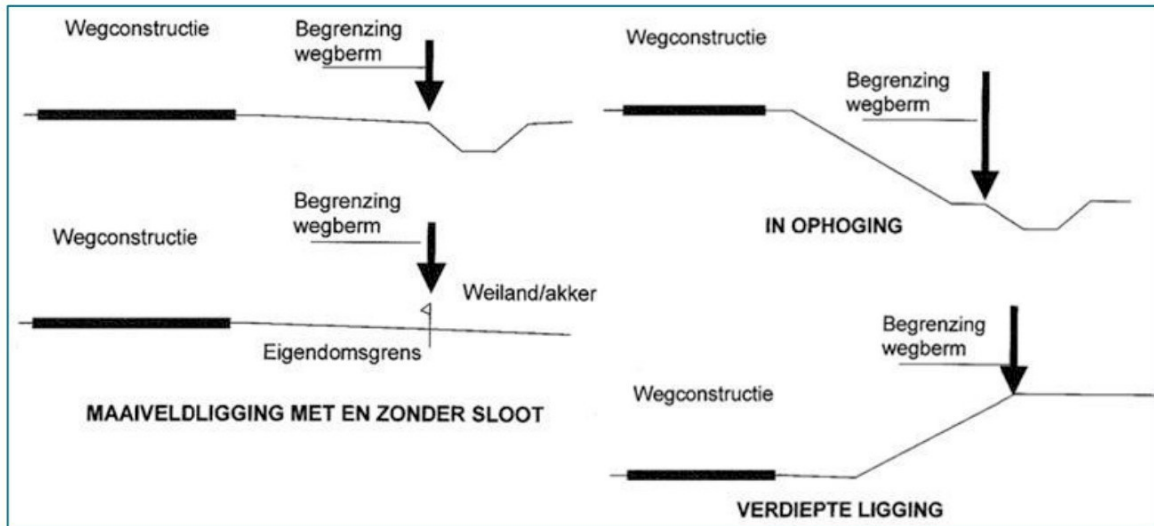 Wegconstructie
Begrenzing
wegberm
Wegconstructie
Begrenzing
wegberm
Weiland/akker
Eigendomsgrens
MAAIVELDLIGGING MET EN ZONDER SLOOT
Wegconstructie
Begrenzing
wegberm
IN OPHOGING
Begrenzing
wegberm
Wegconstructie
VERDIEPTE LIGGING